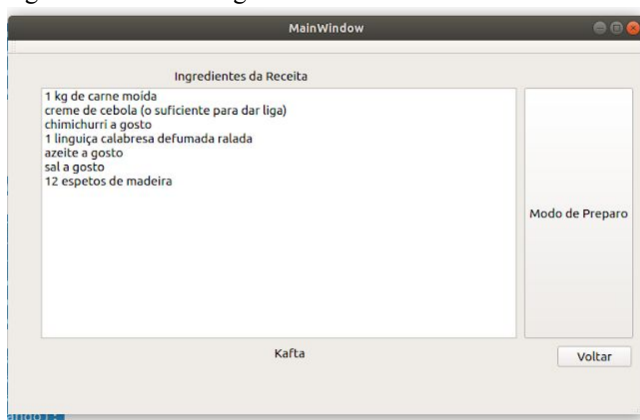 MainWindow
Ingredientes da Receita
1 kg de carne moída
creme de cebola (o suficiente para dar liga)
chimichurri a gosto
1 linguiça calabresa defumada ralada
azeite a gosto
sal a gosto
12 espetos de madeira
Modo de Preparo
Kafta
Voltar